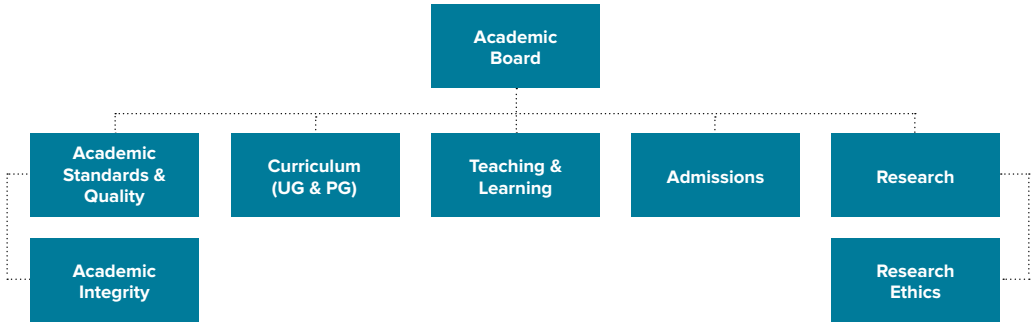 Academic
Board
Academic
Standards &
Quality
Curriculum
(UG & PG)
Teaching &
Learning
Admissions
Research
Academic
Integrity
Research
Ethics